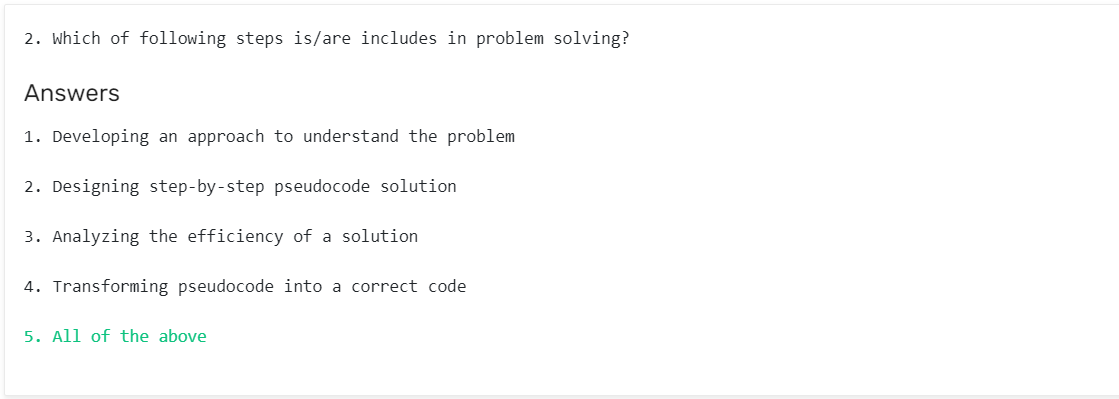 2. Which of following steps is/are includes in problem solving?
Answers
1. Developing an approach to understand the problem
2. Designing step-by-step pseudocode solution
3. Analyzing the efficiency of a solution
4. Transforming pseudocode into a correct code
5. All of the above